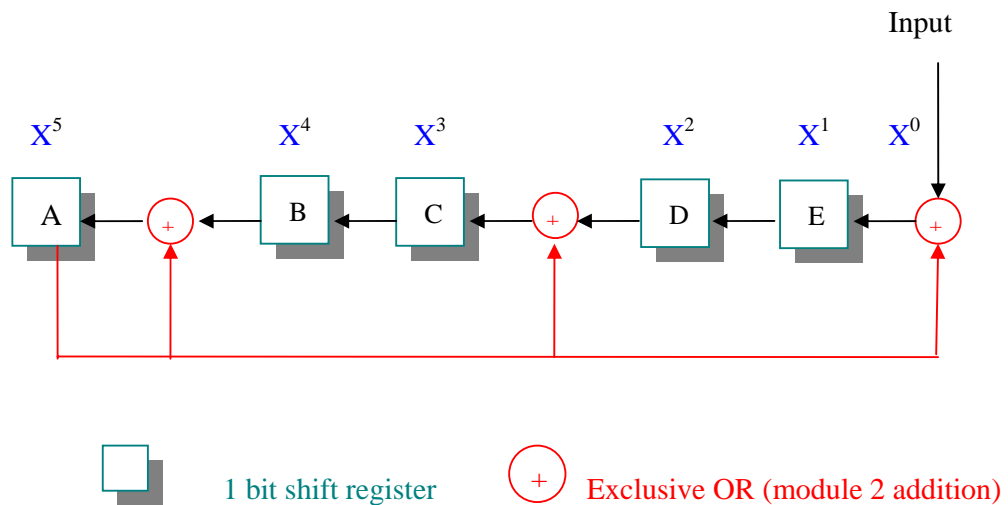 Input
X⁵ X⁴ X³ X² X¹ X⁰
A + B C + D E +
1 bit shift register + Exclusive OR (module 2 addition)